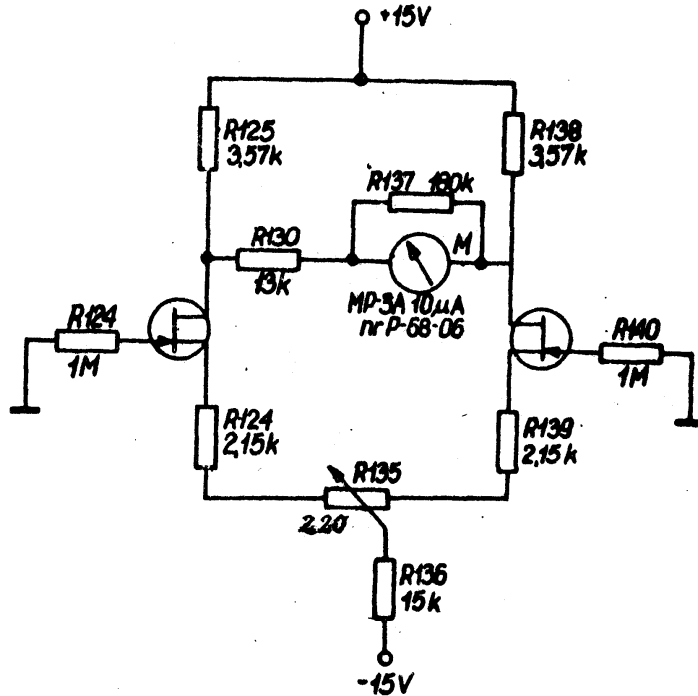 +15V
R125
3,57k
R138
3,57k
R137 180k
R130
13k
M
MP-3A 10μA
nr P-68-06
R124
1M
R140
1M
R124
2,15k
R139
2,15k
R135
220
R136
15k
-15V